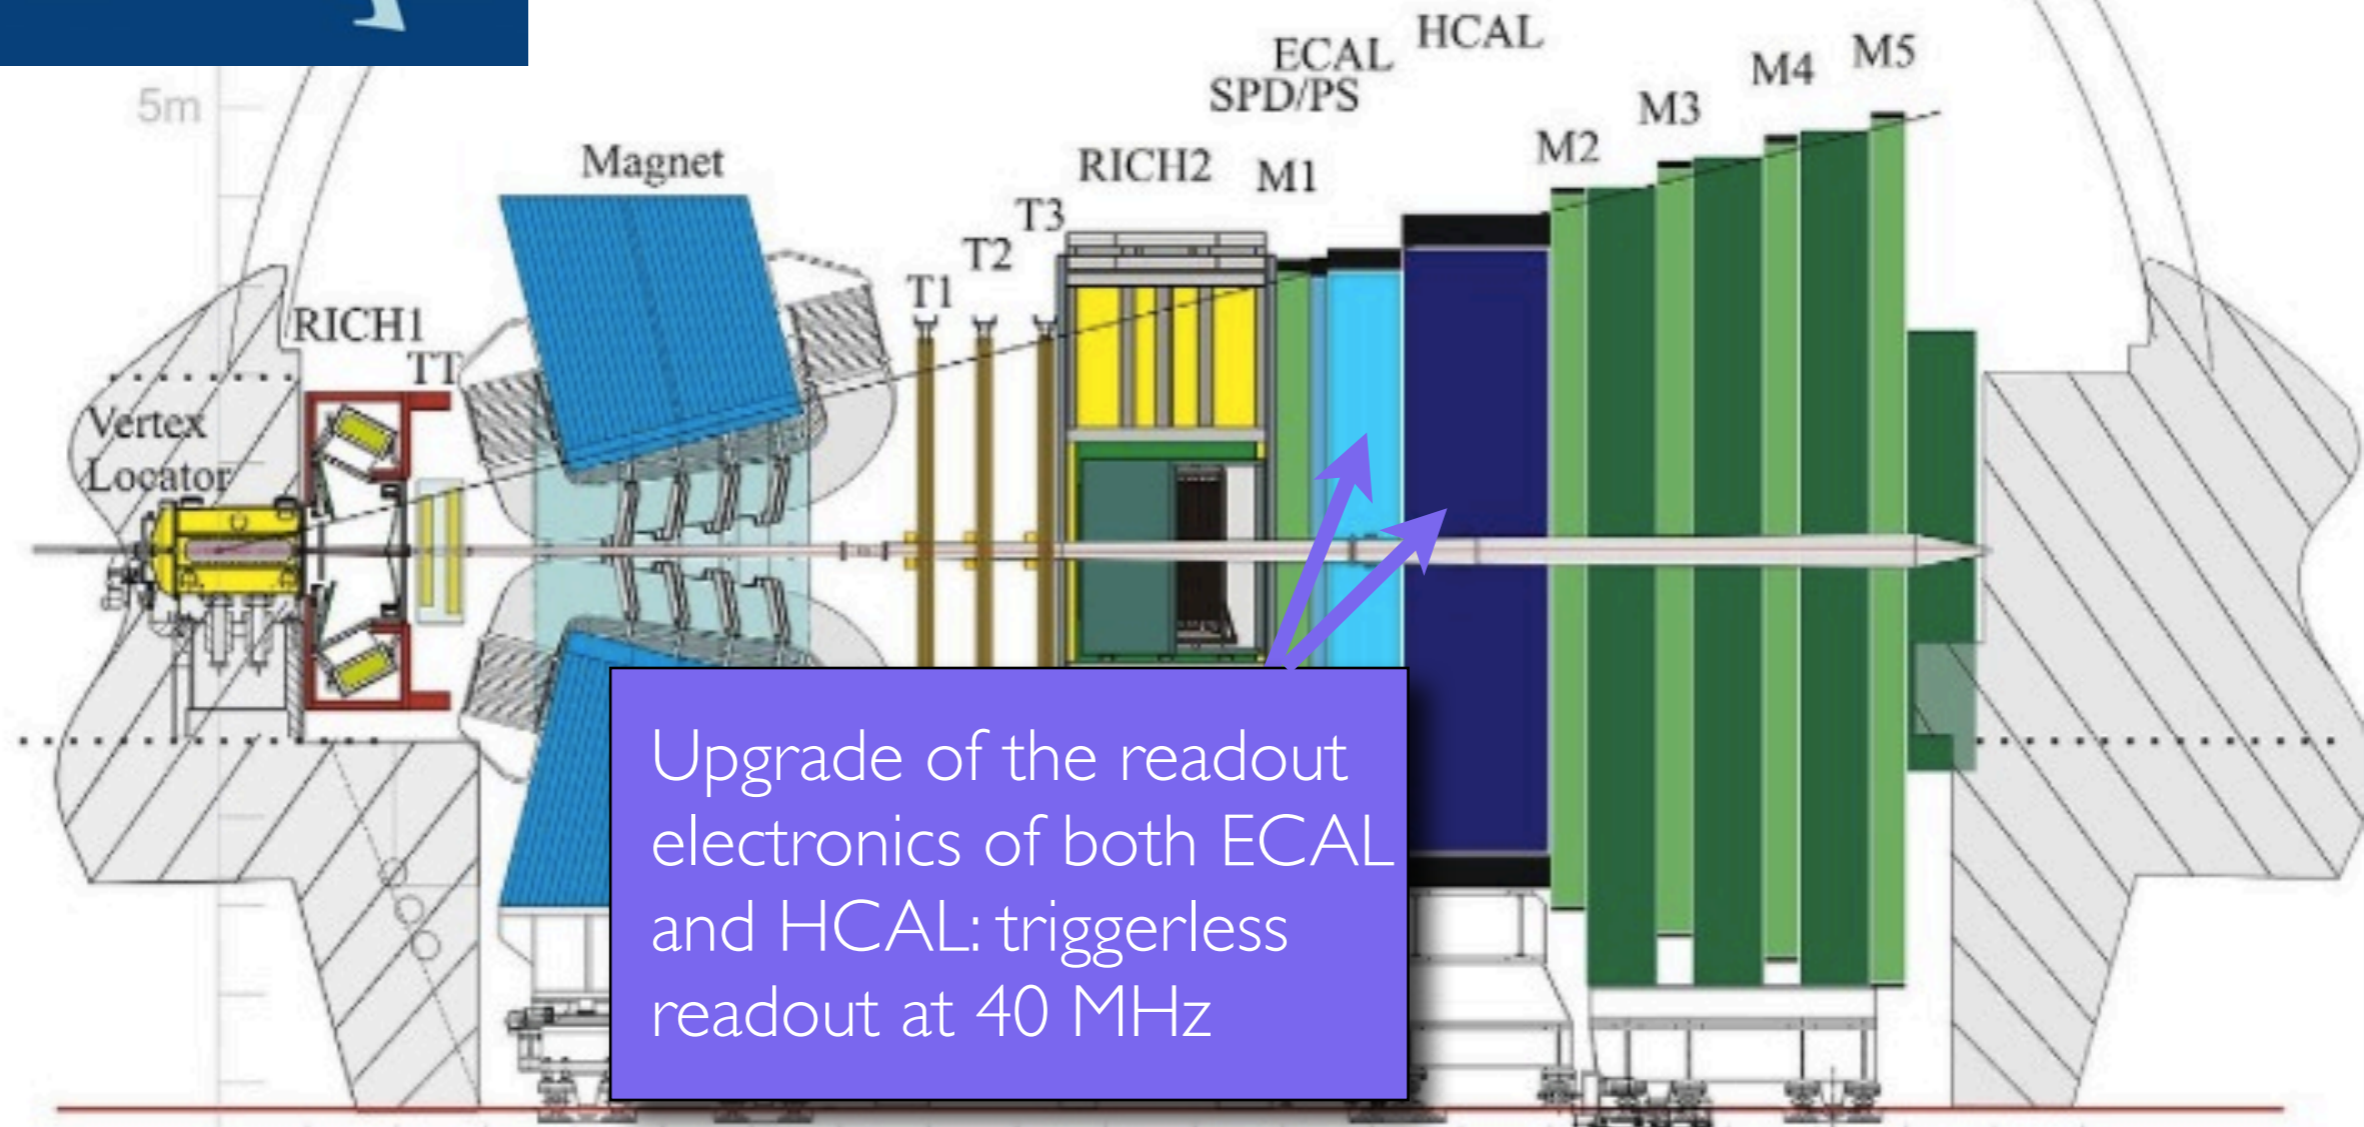 HCAL
ECAL
SPD/PS
M5
M4
M3
M2
5m
Magnet
RICH2
M1
T3
T2
T1
RICH1
TT
Vertex
Locator
Upgrade of the readout
electronics of both ECAL
and HCAL: triggerless
readout at 40 MHz